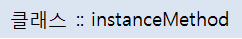 클래스 :: instanceMethod